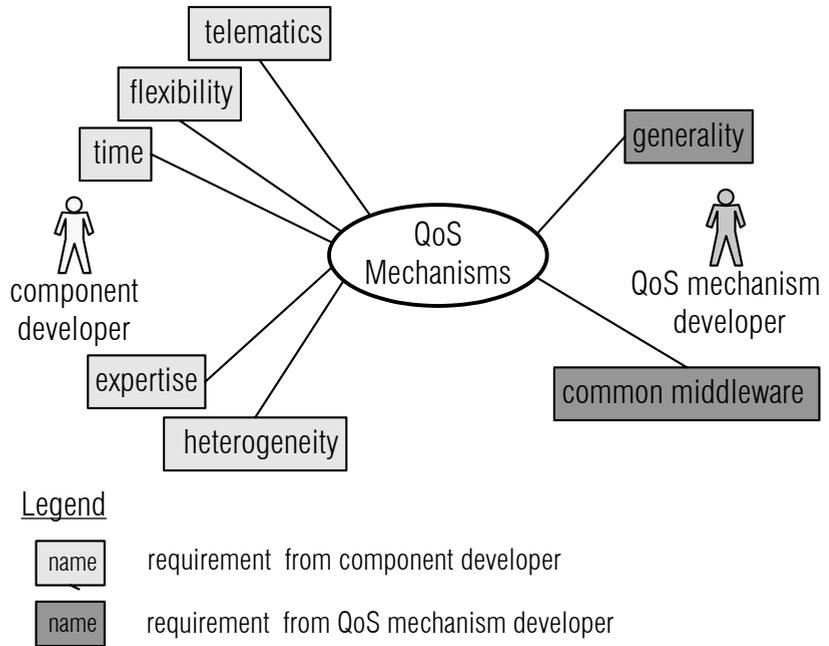 telematics
flexibility
time
generality
QoS
Mechanisms
component
developer
QoS mechanism
developer
expertise
common middleware
heterogeneity
Legend
name requirement from component developer
name requirement from QoS mechanism developer